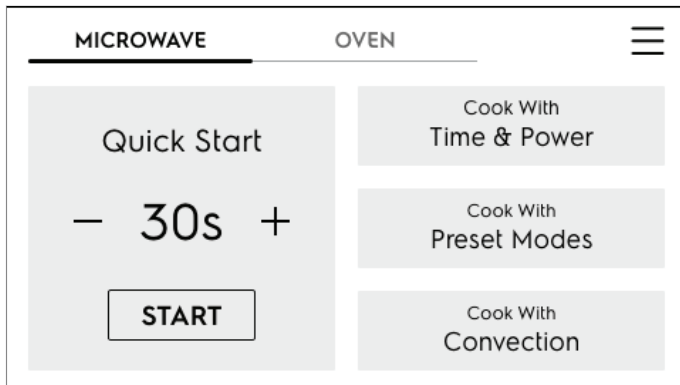 MICROWAVE
OVEN
Quick Start
− 30s +
START
Cook With
Time & Power
Cook With
Preset Modes
Cook With
Convection